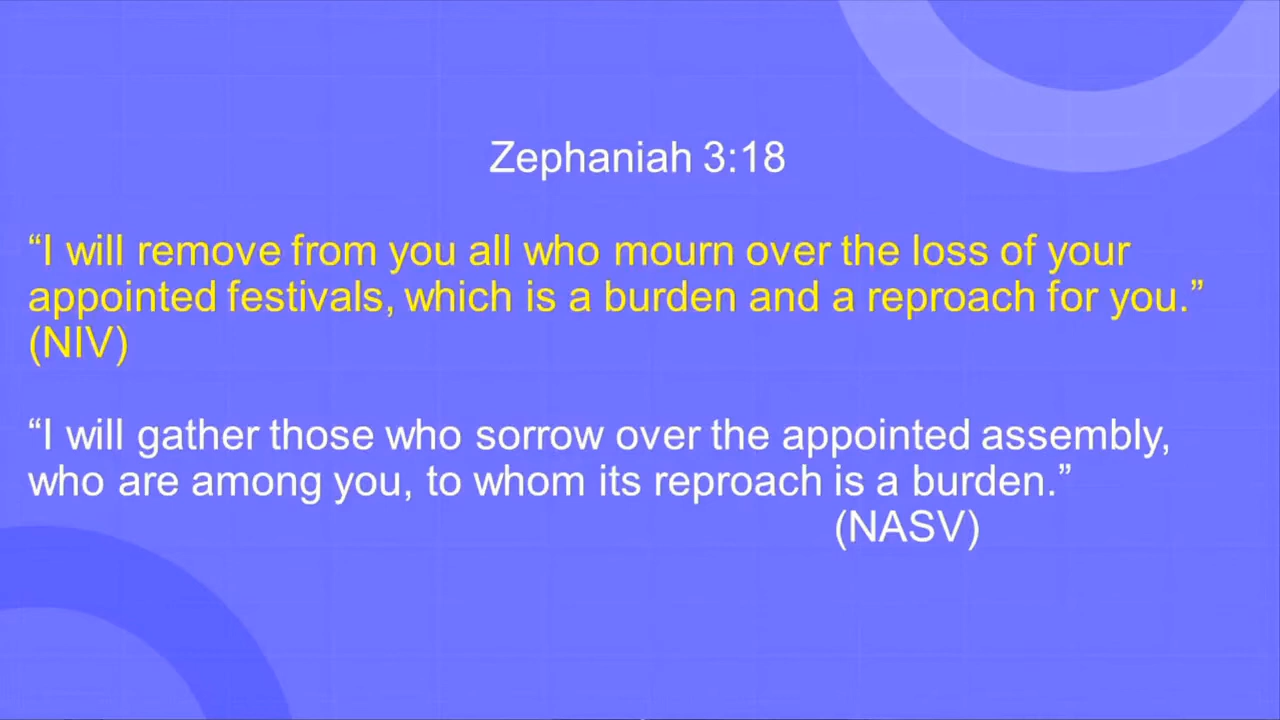 Zephaniah 3:18
“I will remove from you all who mourn over the loss of your
appointed festivals, which is a burden and a reproach for you.”
(NIV)
“I will gather those who sorrow over the appointed assembly,
who are among you, to whom its reproach is a burden.”
(NASV)